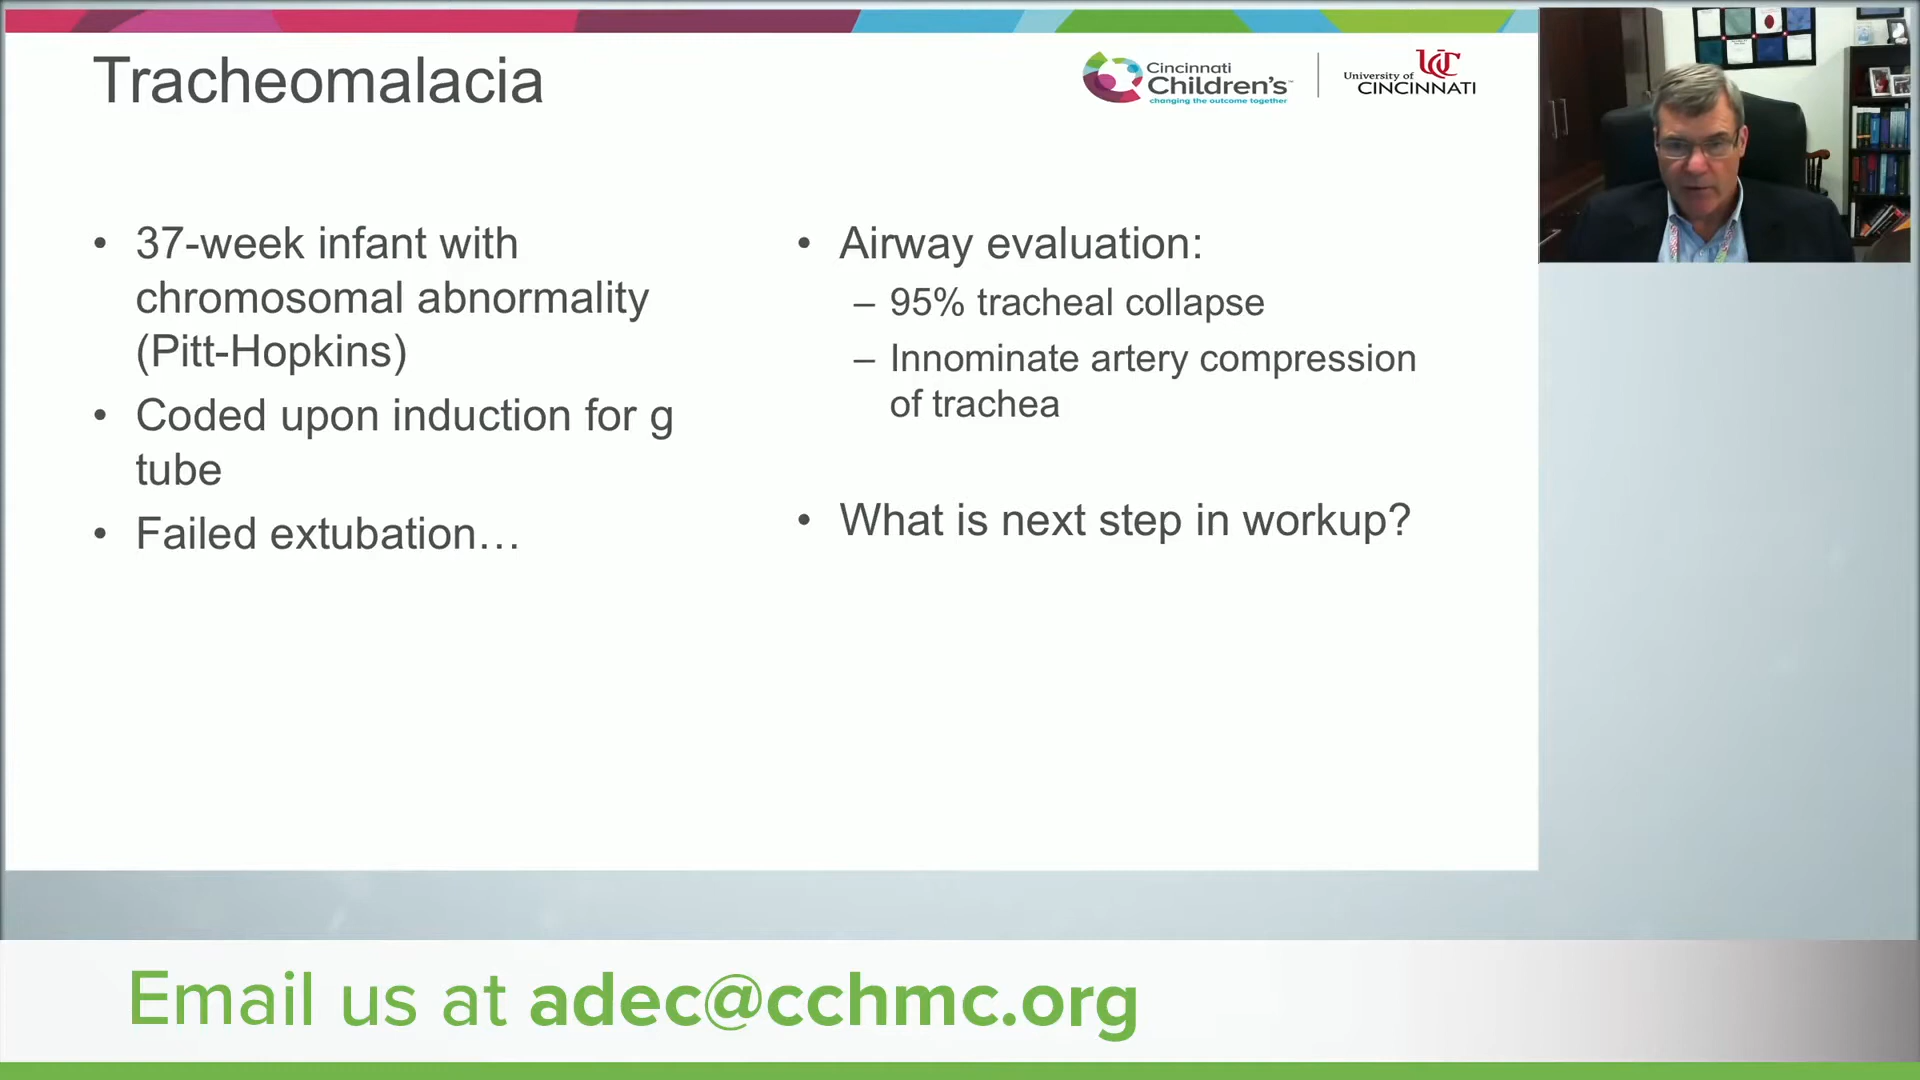 Tracheomalacia
Cincinnati
Children's™
changing the outcome together
University of
CINCINNATI
• 37-week infant with
chromosomal abnormality
(Pitt-Hopkins)
• Coded upon induction for g
tube
• Failed extubation…
• Airway evaluation:
– 95% tracheal collapse
– Innominate artery compression
of trachea
• What is next step in workup?
Email us at adec@cchmc.org